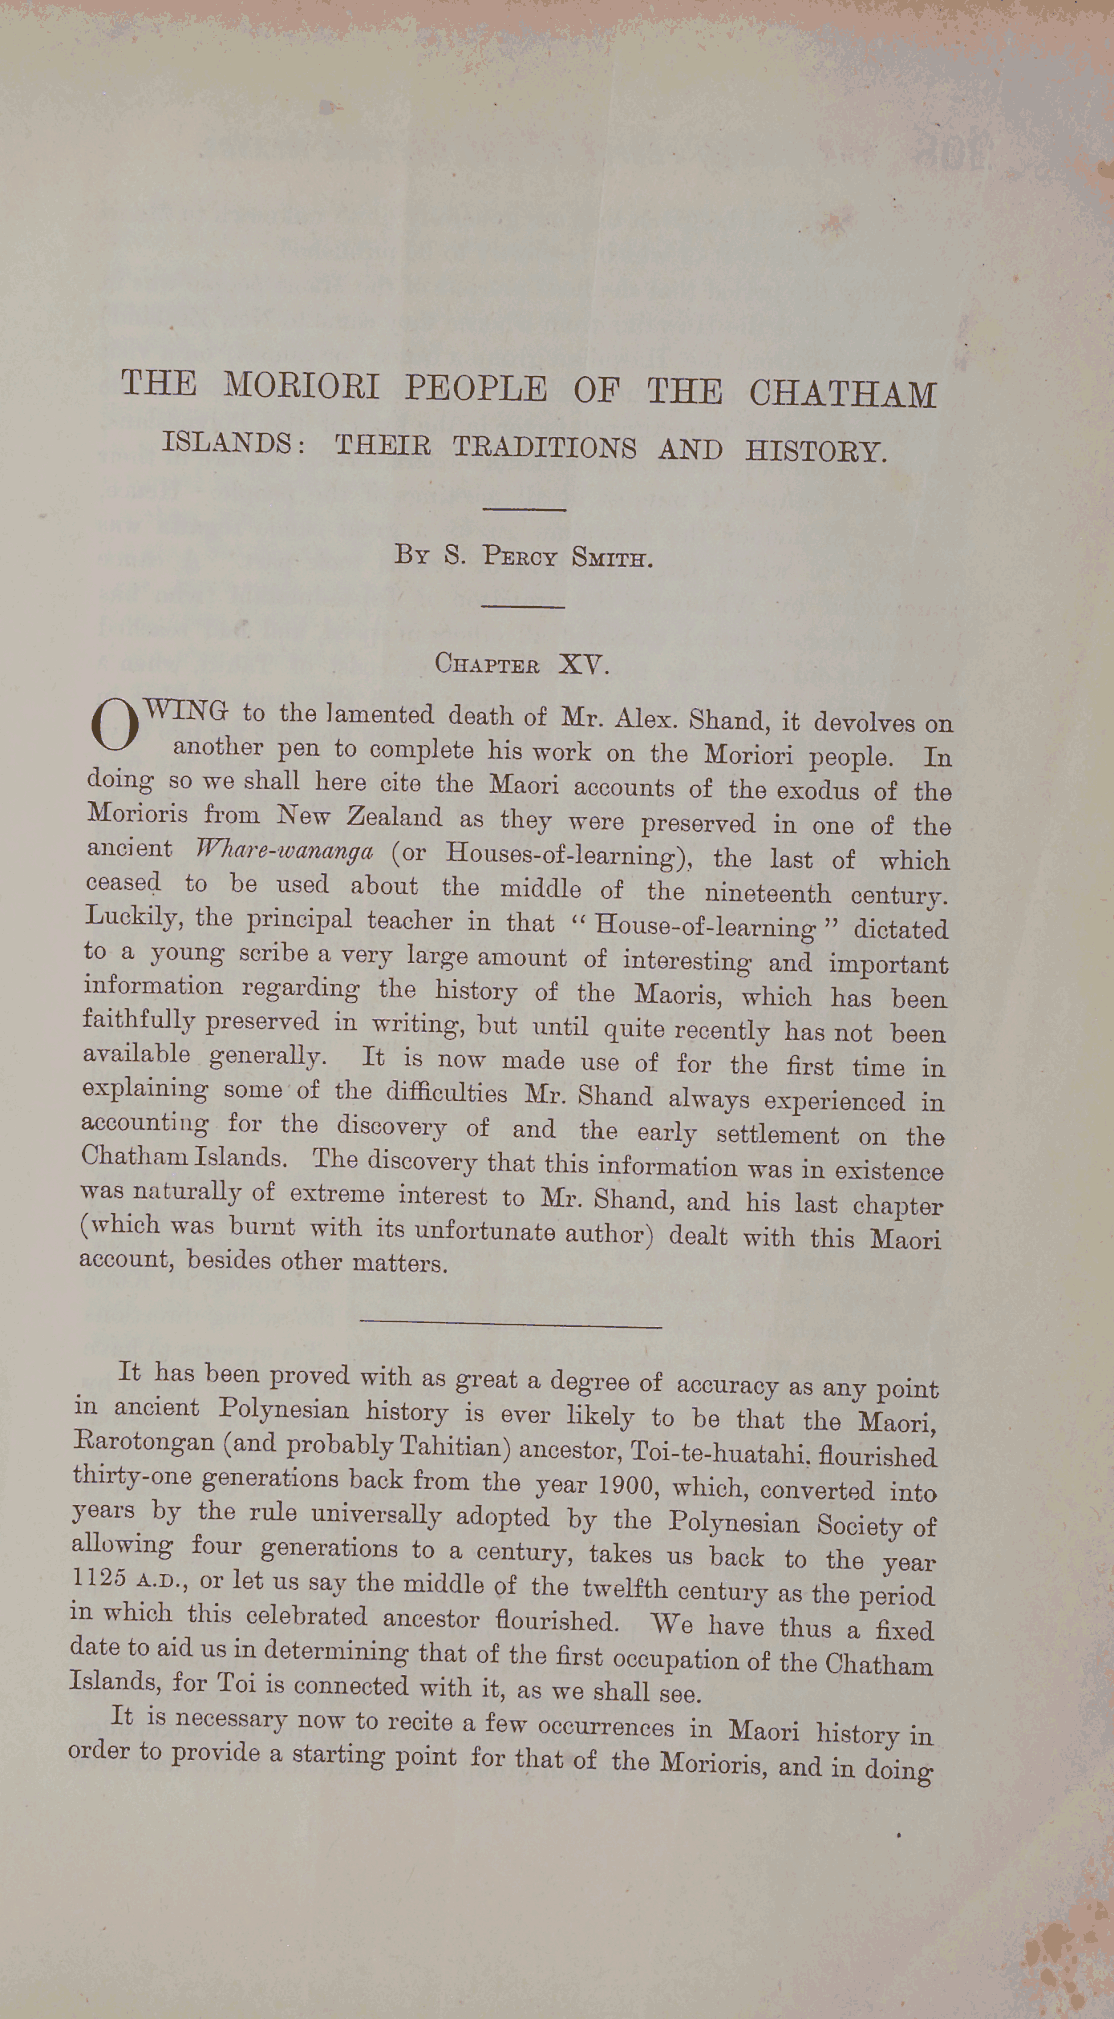 THE MORIORI PEOPLE OF THE CHATHAM
ISLANDS: THEIR TRADITIONS AND HISTORY.
By S. Percy Smith.
Chapter XV.
OWING to the lamented death of Mr. Alex. Shand, it devolves on
another pen to complete his work on the Moriori people. In
doing so we shall here cite the Maori accounts of the exodus of the
Morioris from New Zealand as they were preserved in one of the
ancient Whare-wananga (or Houses-of-learning), the last of which
ceased to be used about the middle of the nineteenth century.
Luckily, the principal teacher in that “House-of-learning” dictated
to a young scribe a very large amount of interesting and important
information regarding the history of the Maoris, which has been
faithfully preserved in writing, but until quite recently has not been
available generally. It is now made use of for the first time in
explaining some of the difficulties Mr. Shand always experienced in
accounting for the discovery of and the early settlement on the
Chatham Islands. The discovery that this information was in existence
was naturally of extreme interest to Mr. Shand, and his last chapter
(which was burnt with its unfortunate author) dealt with this Maori
account, besides other matters.
It has been proved with as great a degree of accuracy as any point
in ancient Polynesian history is ever likely to be that the Maori,
Rarotongan (and probably Tahitian) ancestor, Toi-te-huatahi, flourished
thirty-one generations back from the year 1900, which, converted into
years by the rule universally adopted by the Polynesian Society of
allowing four generations to a century, takes us back to the year
1125 A.D., or let us say the middle of the twelfth century as the period
in which this celebrated ancestor flourished. We have thus a fixed
date to aid us in determining that of the first occupation of the Chatham
Islands, for Toi is connected with it, as we shall see.
It is necessary now to recite a few occurrences in Maori history in
order to provide a starting point for that of the Morioris, and in doing